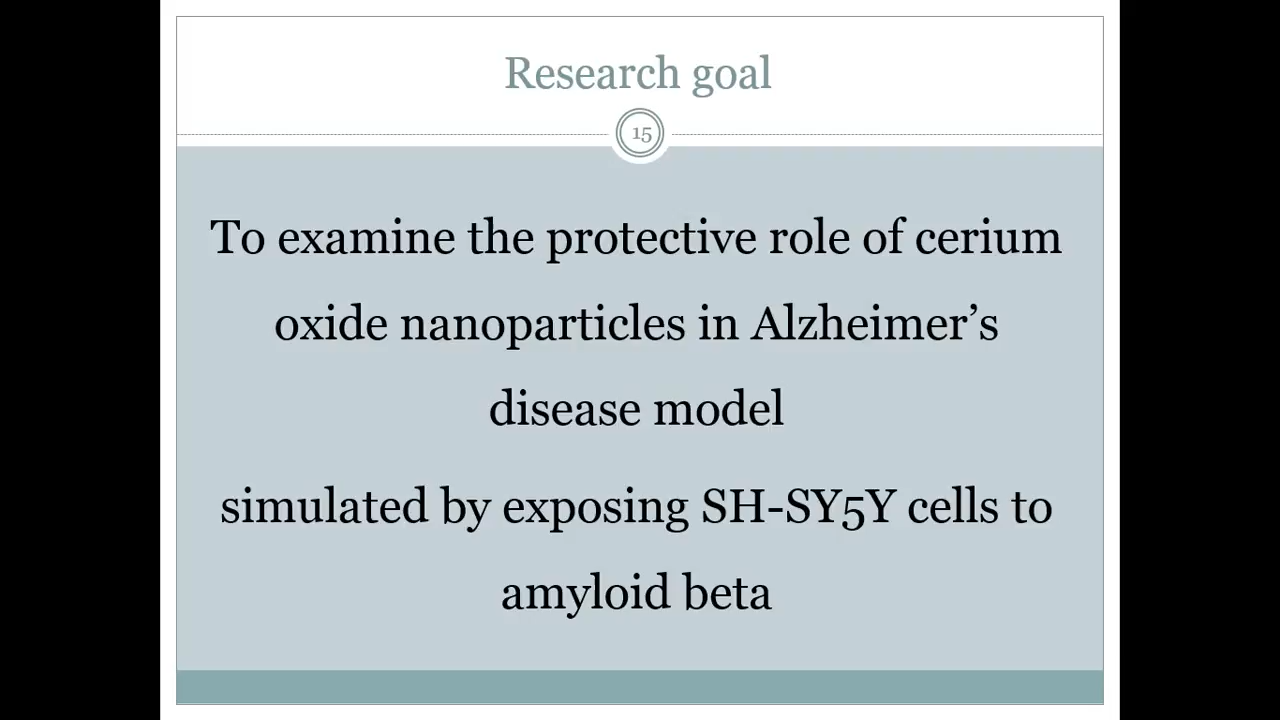 Research goal
15
To examine the protective role of cerium
oxide nanoparticles in Alzheimer’s
disease model
simulated by exposing SH-SY5Y cells to
amyloid beta